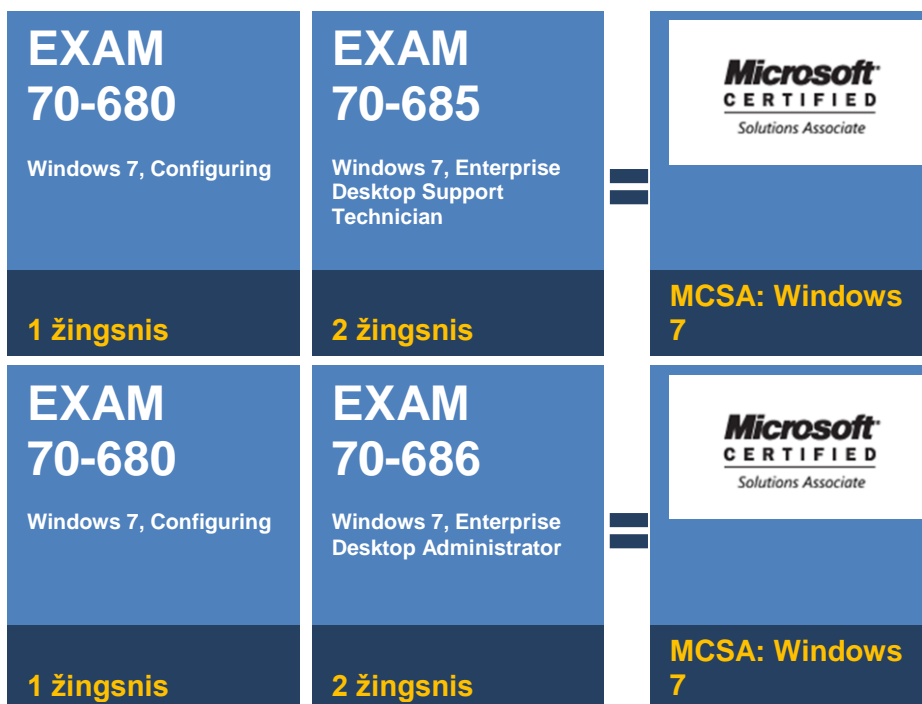 EXAM
70-680
Windows 7, Configuring
1 žingsnis
EXAM
70-685
Windows 7, Enterprise
Desktop Support
Technician
2 žingsnis
=
Microsoft
CERTIFIED
Solutions Associate
MCSA: Windows
7
EXAM
70-680
Windows 7, Configuring
1 žingsnis
EXAM
70-686
Windows 7, Enterprise
Desktop Administrator
2 žingsnis
=
Microsoft
CERTIFIED
Solutions Associate
MCSA: Windows
7